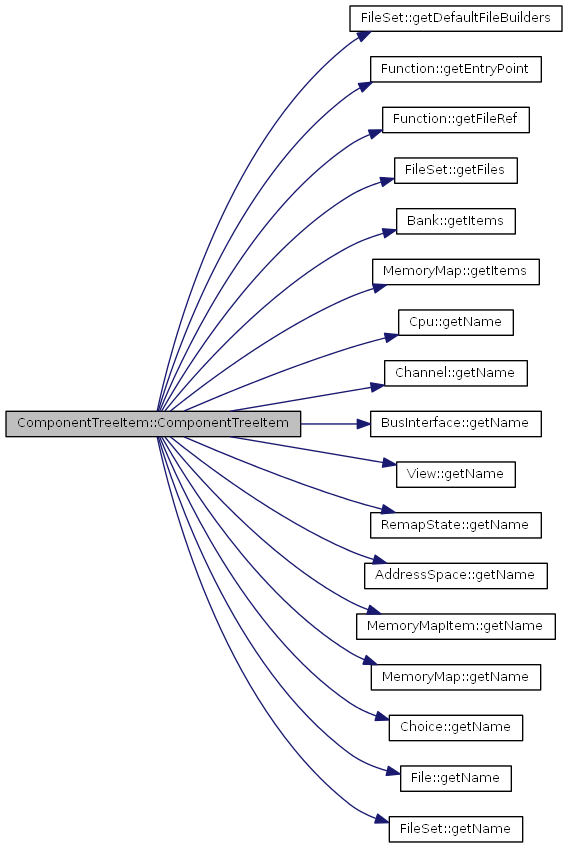 FileSet::getDefaultFileBuilders
Function::getEntryPoint
Function::getFileRef
FileSet::getFiles
Bank::getItems
MemoryMap::getItems
Cpu::getName
Channel::getName
ComponentTreeItem::ComponentTreeItem
BusInterface::getName
View::getName
RemapState::getName
AddressSpace::getName
MemoryMapItem::getName
MemoryMap::getName
Choice::getName
File::getName
FileSet::getName